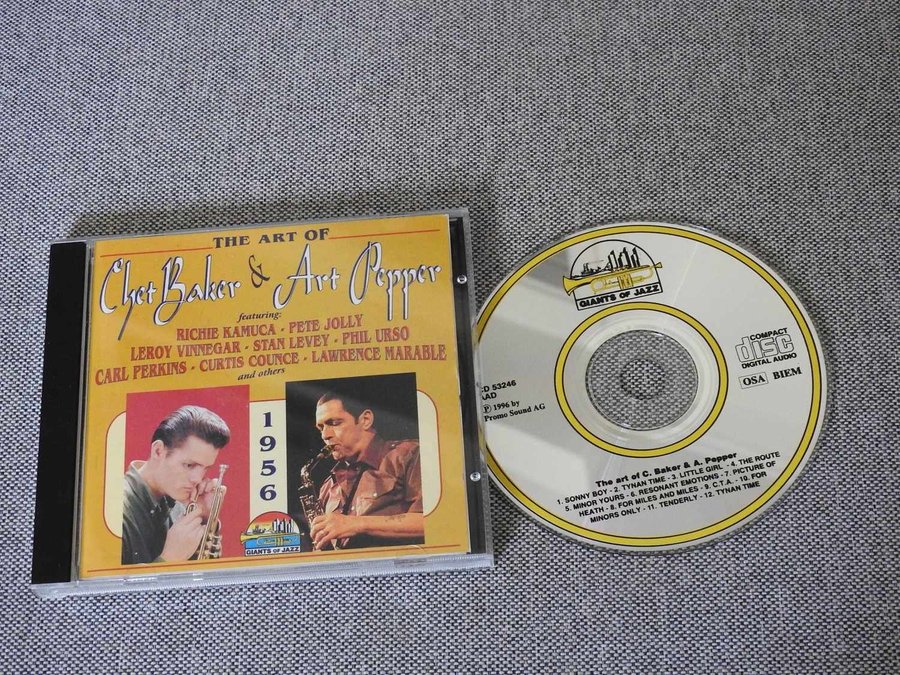 THE ART OF
Chet Baker & Art Pepper
featuring:
RICHIE KAMUCA - PETE JOLLY
LEROY VINNEGAR - STAN LEVEY - PHIL URSO
CARL PERKINS - CURTIS COUNCE - LAWRENCE MARABLE
and others
1956
GIANTS OF JAZZ
GIANTS OF JAZZ
COMPACT
disc
DIGITAL AUDIO
OSA BIEM
CD 53246
AAD
℗ 1996 by
Promo Sound AG
The art of C. Baker & A. Pepper
1. SONNY BOY - 2. TYNAN TIME - 3. LITTLE GIRL - 4. THE ROUTE
5. MINOR YOURS - 6. RESONANT EMOTIONS - 7. PICTURE OF
HEATH - 8. FOR MILES AND MILES - 9. C.T.A. - 10. FOR
MINORS ONLY - 11. TENDERLY - 12. TYNAN TIME